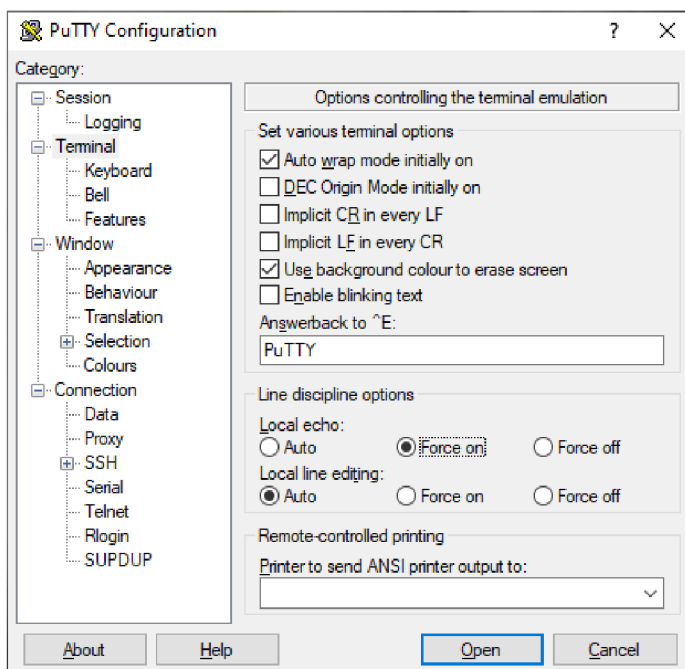 PuTTY Configuration
?
Category:
Session
Logging
Terminal
Keyboard
Bell
Features
Window
Appearance
Behaviour
Translation
Selection
Colours
Connection
Data
Proxy
SSH
Serial
Telnet
Rlogin
SUPDUP
Options controlling the terminal emulation
Set various terminal options
Auto wrap mode initially on
DEC Origin Mode initially on
Implicit CR in every LF
Implicit LF in every CR
Use background colour to erase screen
Enable blinking text
Answerback to ^E:
PuTTY
Line discipline options
Local echo:
Auto Force on Force off
Local line editing:
Auto Force on Force off
Remote-controlled printing
Printer to send ANSI printer output to:
About Help Open Cancel